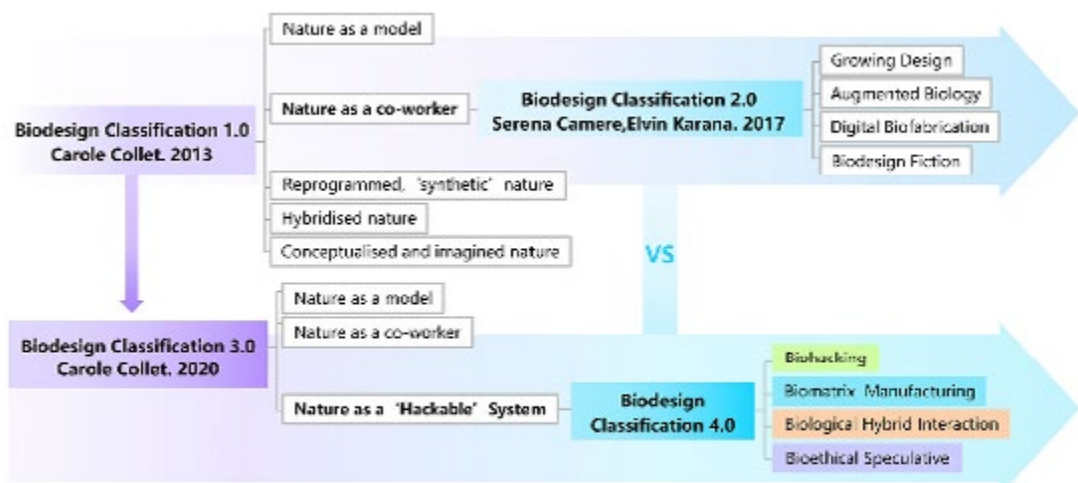 Nature as a model
Nature as a co-worker
Biodesign Classification 1.0
Carole Collet. 2013
Reprogrammed, 'synthetic' nature
Hybridised nature
Conceptualised and imagined nature
Biodesign Classification 2.0
Serena Camere,Elvin Karana. 2017
Growing Design
Augmented Biology
Digital Biofabrication
Biodesign Fiction
VS
Biodesign Classification 3.0
Carole Collet. 2020
Nature as a model
Nature as a co-worker
Nature as a 'Hackable' System
Biodesign
Classification 4.0
Biohacking
Biomatrix Manufacturing
Biological Hybrid Interaction
Bioethical Speculative